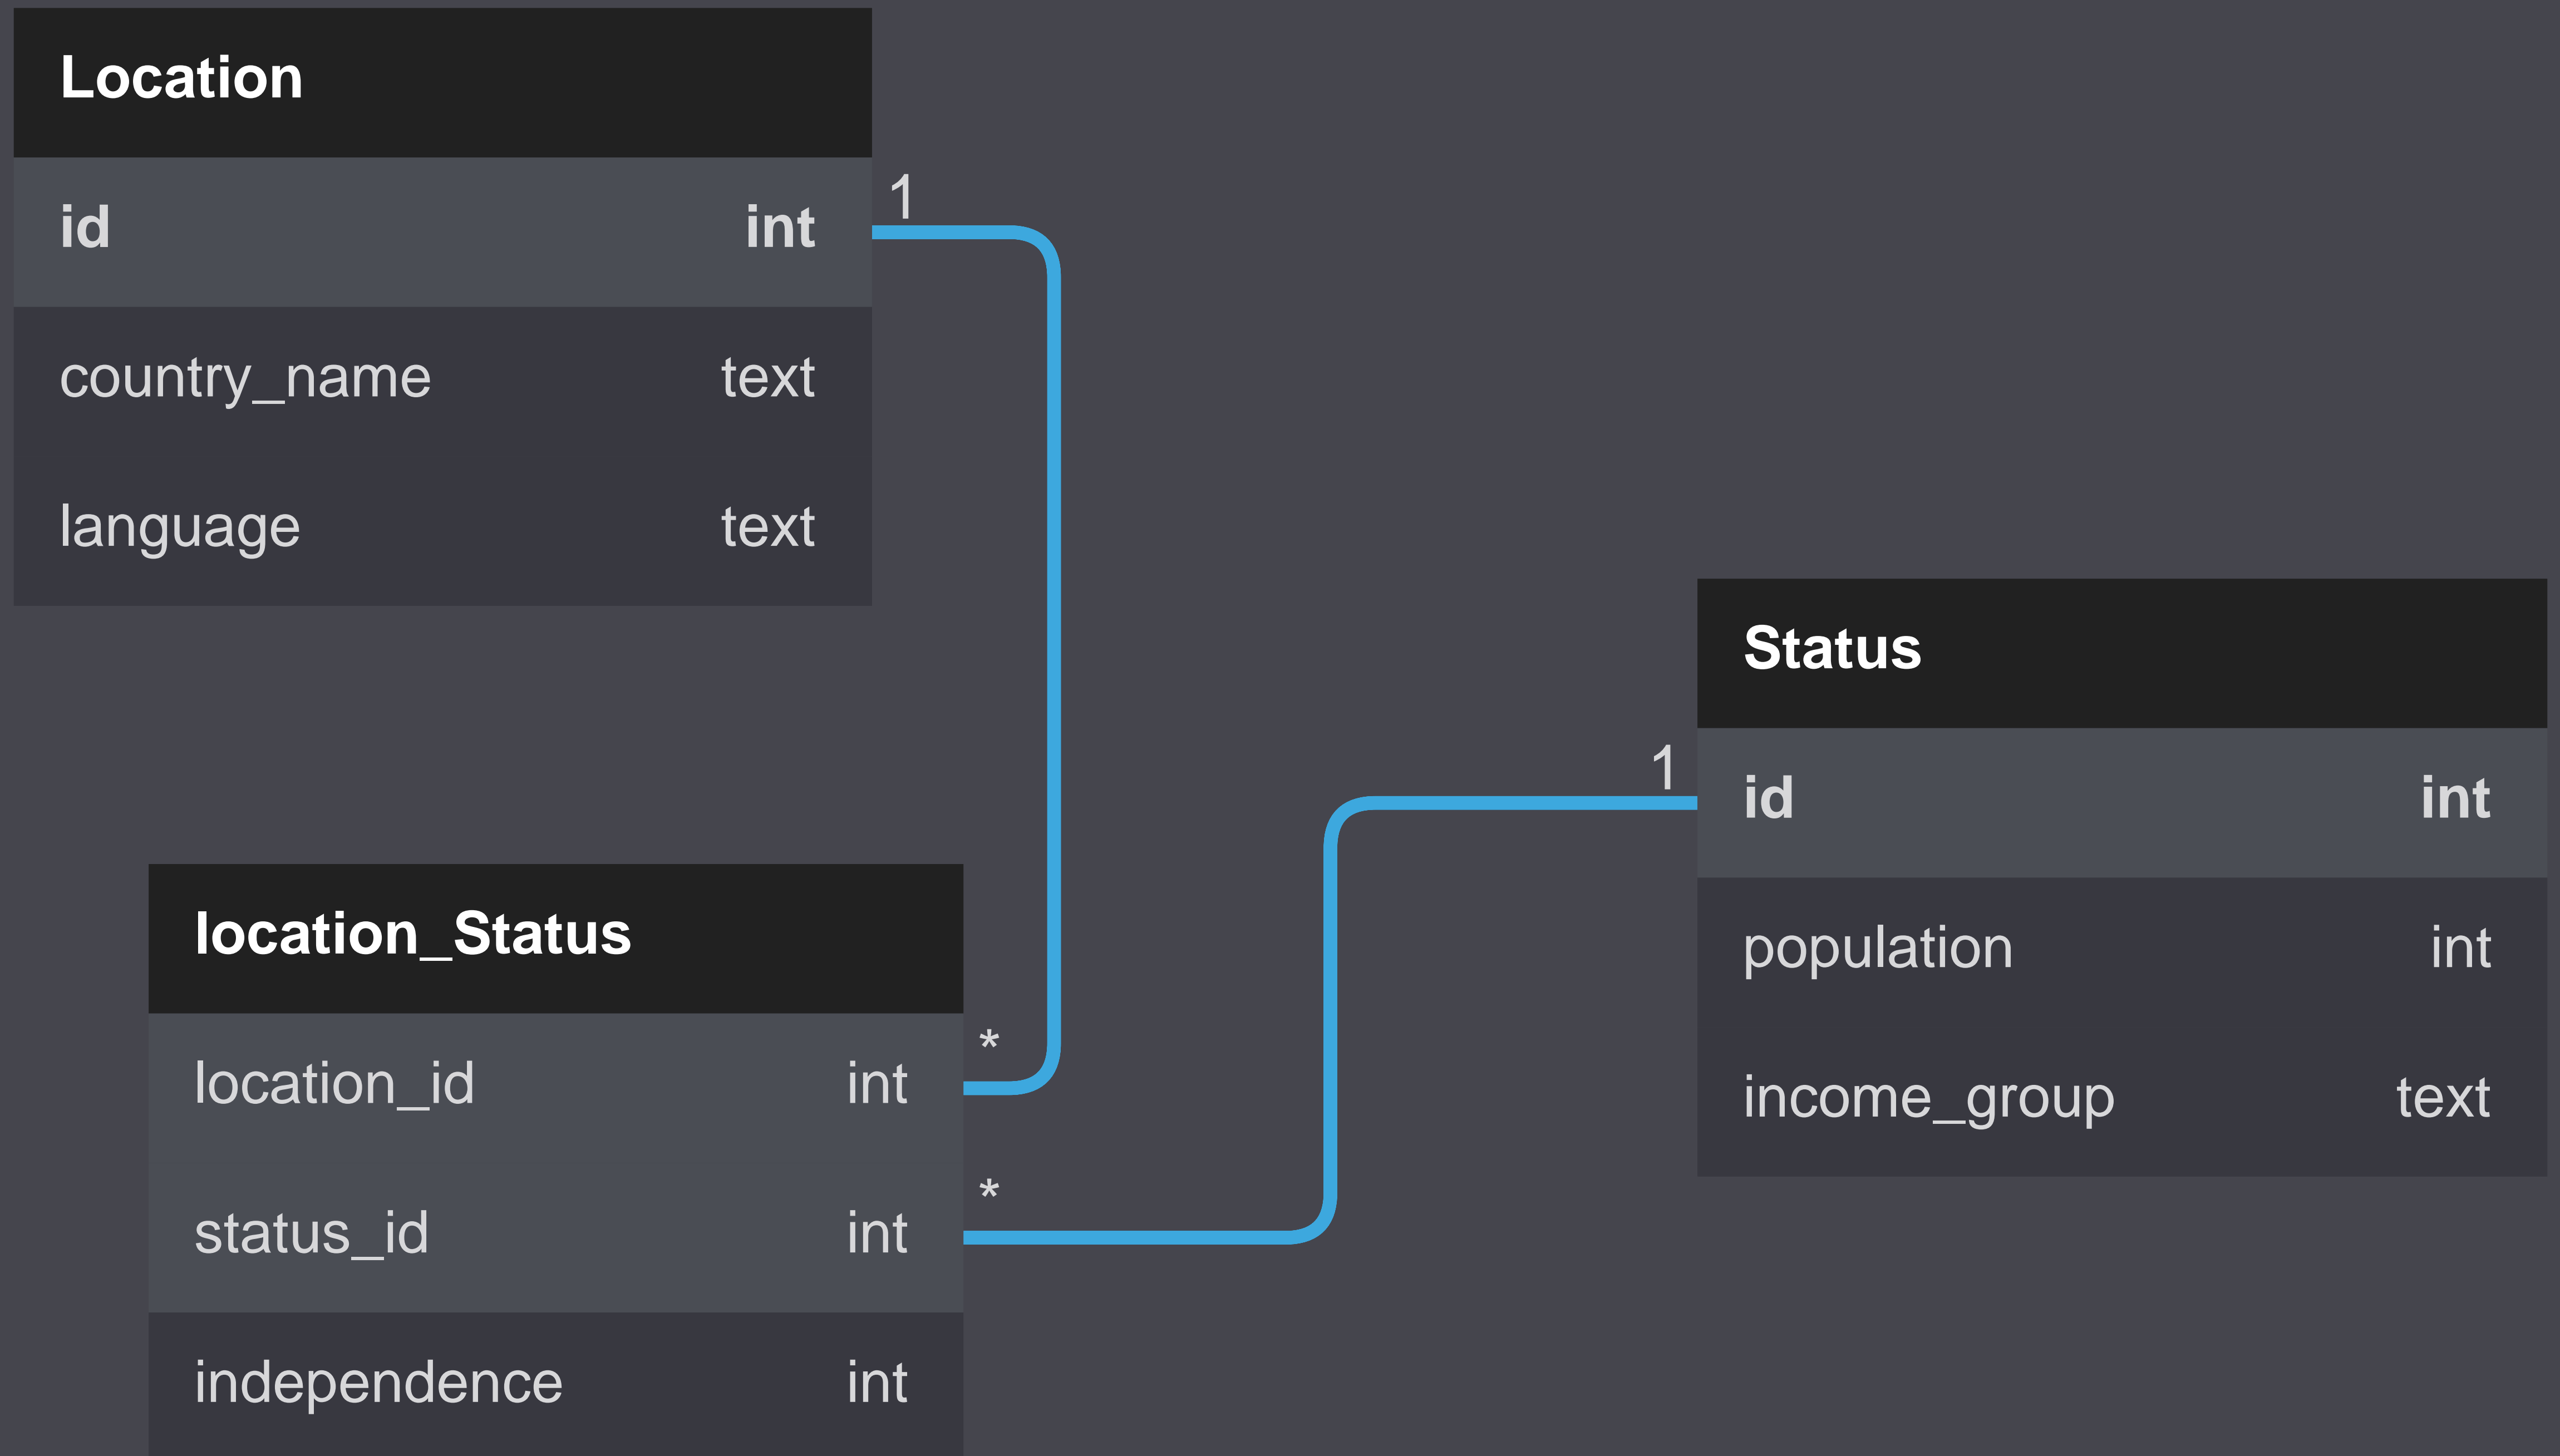 Location
id int
country_name text
language text
1
Status
id int
population int
income_group text
1
location_Status
location_id int
status_id int
independence int
*
*